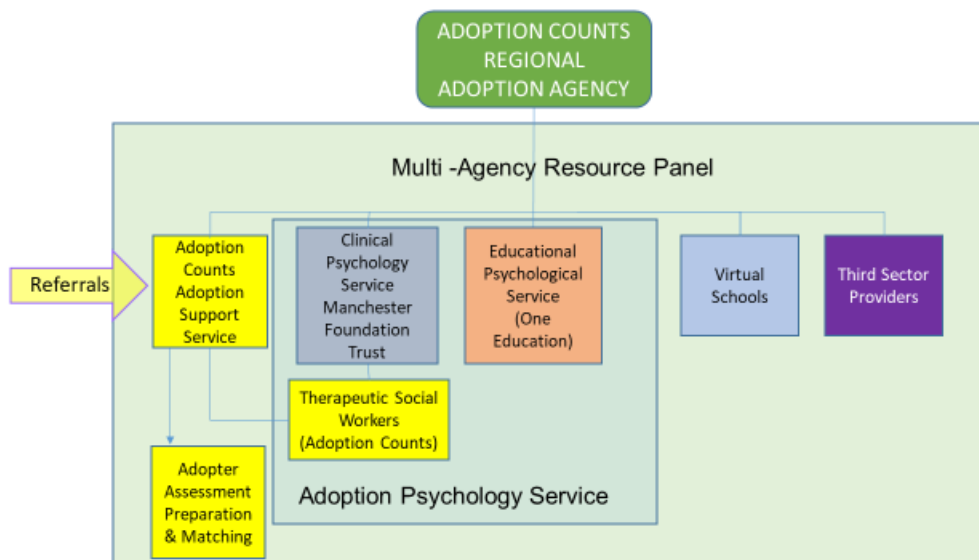 ADOPTION COUNTS
REGIONAL
ADOPTION AGENCY
Multi -Agency Resource Panel
Referrals
Adoption
Counts
Adoption
Support
Service
Clinical
Psychology
Service
Manchester
Foundation
Trust
Educational
Psychological
Service
(One
Education)
Virtual
Schools
Third Sector
Providers
Therapeutic Social
Workers
(Adoption Counts)
Adopter
Assessment
Preparation
& Matching
Adoption Psychology Service